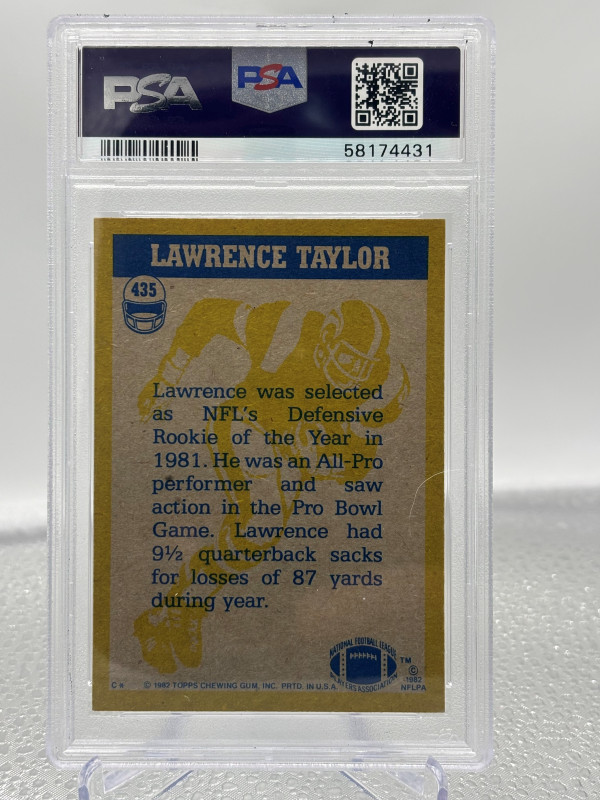 PSA
PSA
58174431
LAWRENCE TAYLOR
435
Lawrence was selected
as NFL's Defensive
Rookie of the Year in
1981. He was an All-Pro
performer and saw
action in the Pro Bowl
Game. Lawrence had
9½ quarterback sacks
for losses of 87 yards
during year.
NATIONAL FOOTBALL LEAGUE
PLAYERS ASSOCIATION
TM
©
1982
NFLPA
C* © 1982 TOPPS CHEWING GUM, INC. PRTD. IN U.S.A.